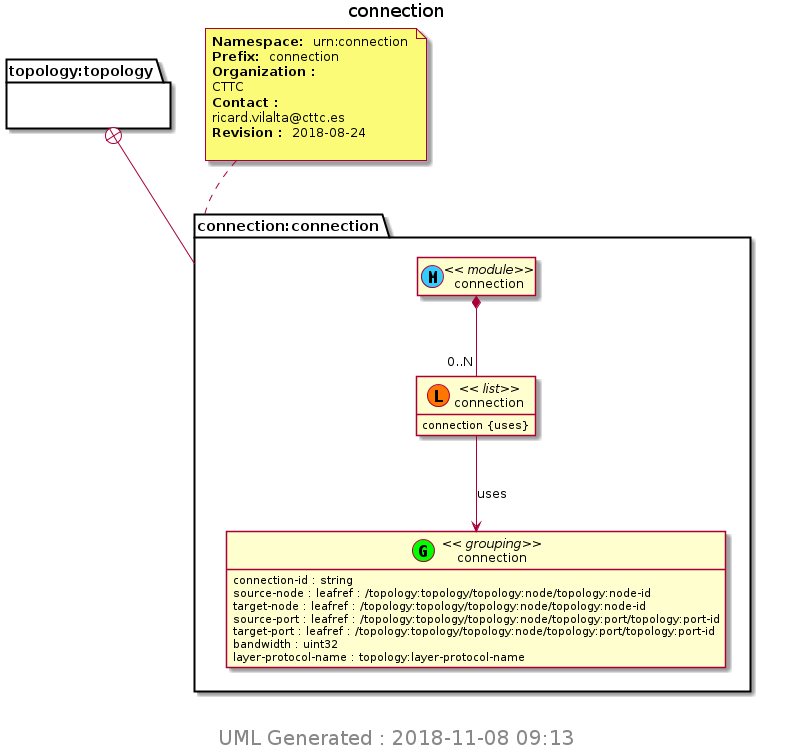 connection
topology:topology
Namespace: urn:connection
Prefix: connection
Organization :
CTTC
Contact :
ricard.vilalta@cttc.es
Revision : 2018-08-24
connection:connection
M
<< module>>
connection
0..N
L
<< list>>
connection
connection {uses}
uses
G
<< grouping>>
connection
connection-id : string
source-node : leafref : /topology:topology/topology:node/topology:node-id
target-node : leafref : /topology:topology/topology:node/topology:node-id
source-port : leafref : /topology:topology/topology:node/topology:port/topology:port-id
target-port : leafref : /topology:topology/topology:node/topology:port/topology:port-id
bandwidth : uint32
layer-protocol-name : topology:layer-protocol-name
UML Generated : 2018-11-08 09:13